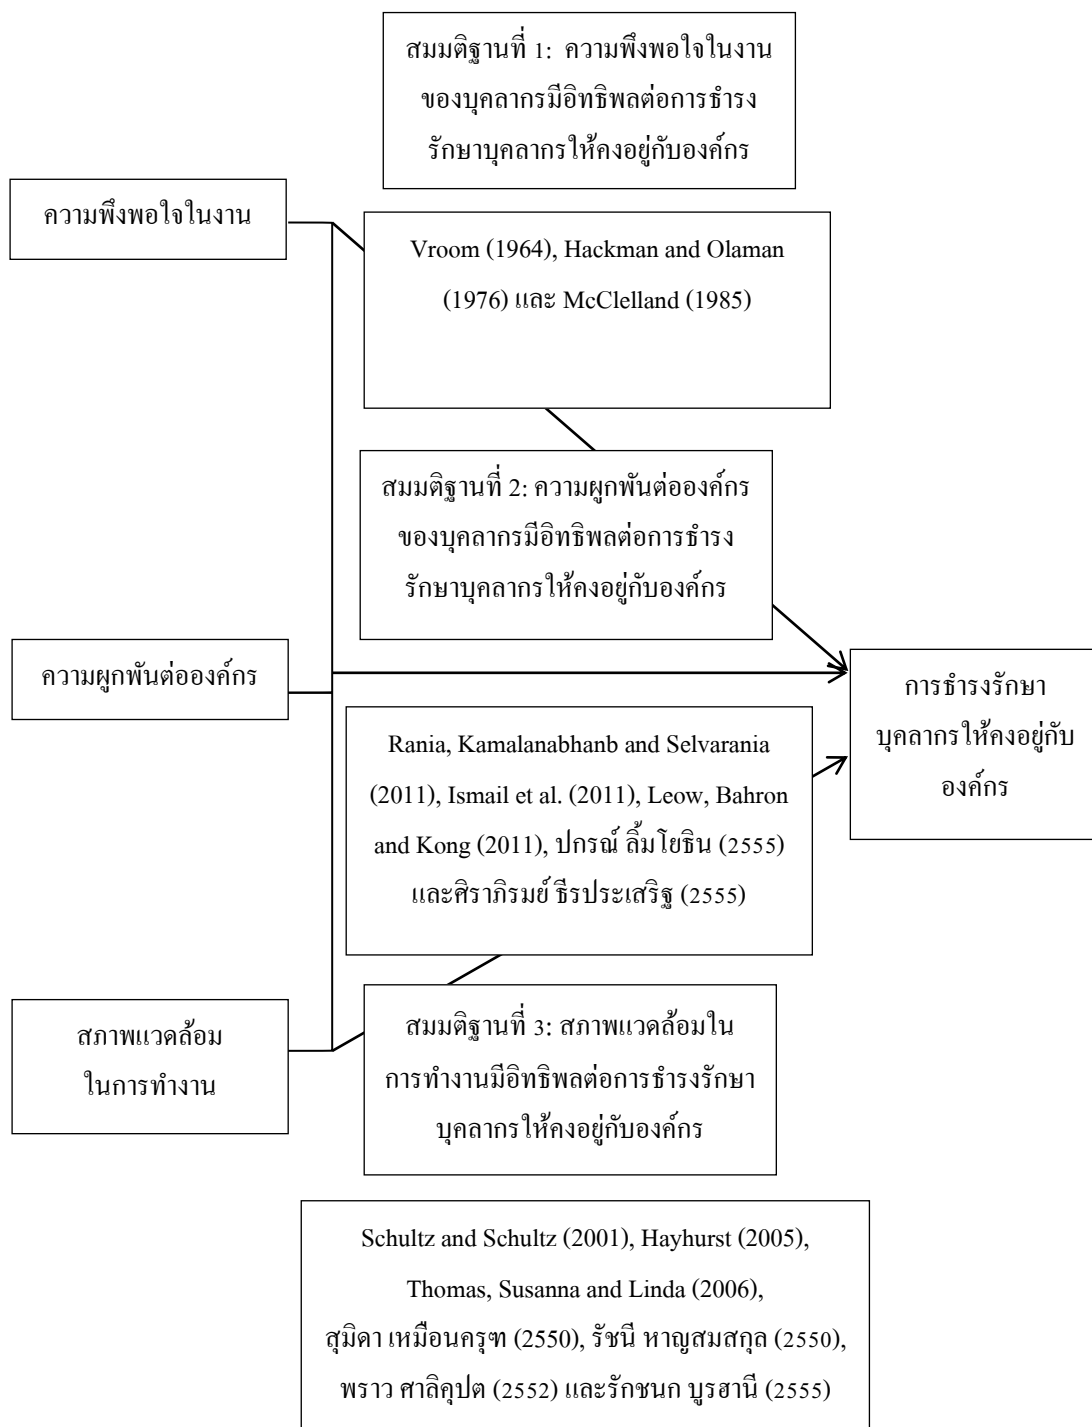 สมมติฐานที่ 1: ความพึงพอใจในงาน
ของบุคลากรมีอิทธิพลต่อการธำรง
รักษาบุคลากรให้คงอยู่กับองค์กร
ความพึงพอใจในงาน
Vroom (1964), Hackman and Olaman
(1976) และ McClelland (1985)
สมมติฐานที่ 2: ความผูกพันต่อองค์กร
ของบุคลากรมีอิทธิพลต่อการธำรง
รักษาบุคลากรให้คงอยู่กับองค์กร
ความผูกพันต่อองค์กร
การธำรงรักษา
บุคลากรให้คงอยู่กับ
องค์กร
Rania, Kamalanabhanb and Selvarania
(2011), Ismail et al. (2011), Leow, Bahron
and Kong (2011), ปกรณ์ ลิ้มโยธิน (2555)
และศิราภิรมย์ ธีรประเสริฐ (2555)
สภาพแวดล้อม
ในการทำงาน
สมมติฐานที่ 3: สภาพแวดล้อมใน
การทำงานมีอิทธิพลต่อการธำรงรักษา
บุคลากรให้คงอยู่กับองค์กร
Schultz and Schultz (2001), Hayhurst (2005),
Thomas, Susanna and Linda (2006),
สุมิดา เหมือนครุฑ (2550), รัชนี หาญสมสกุล (2550),
พราว ศาลิคุปต (2552) และรักชนก บูรฮานี (2555)